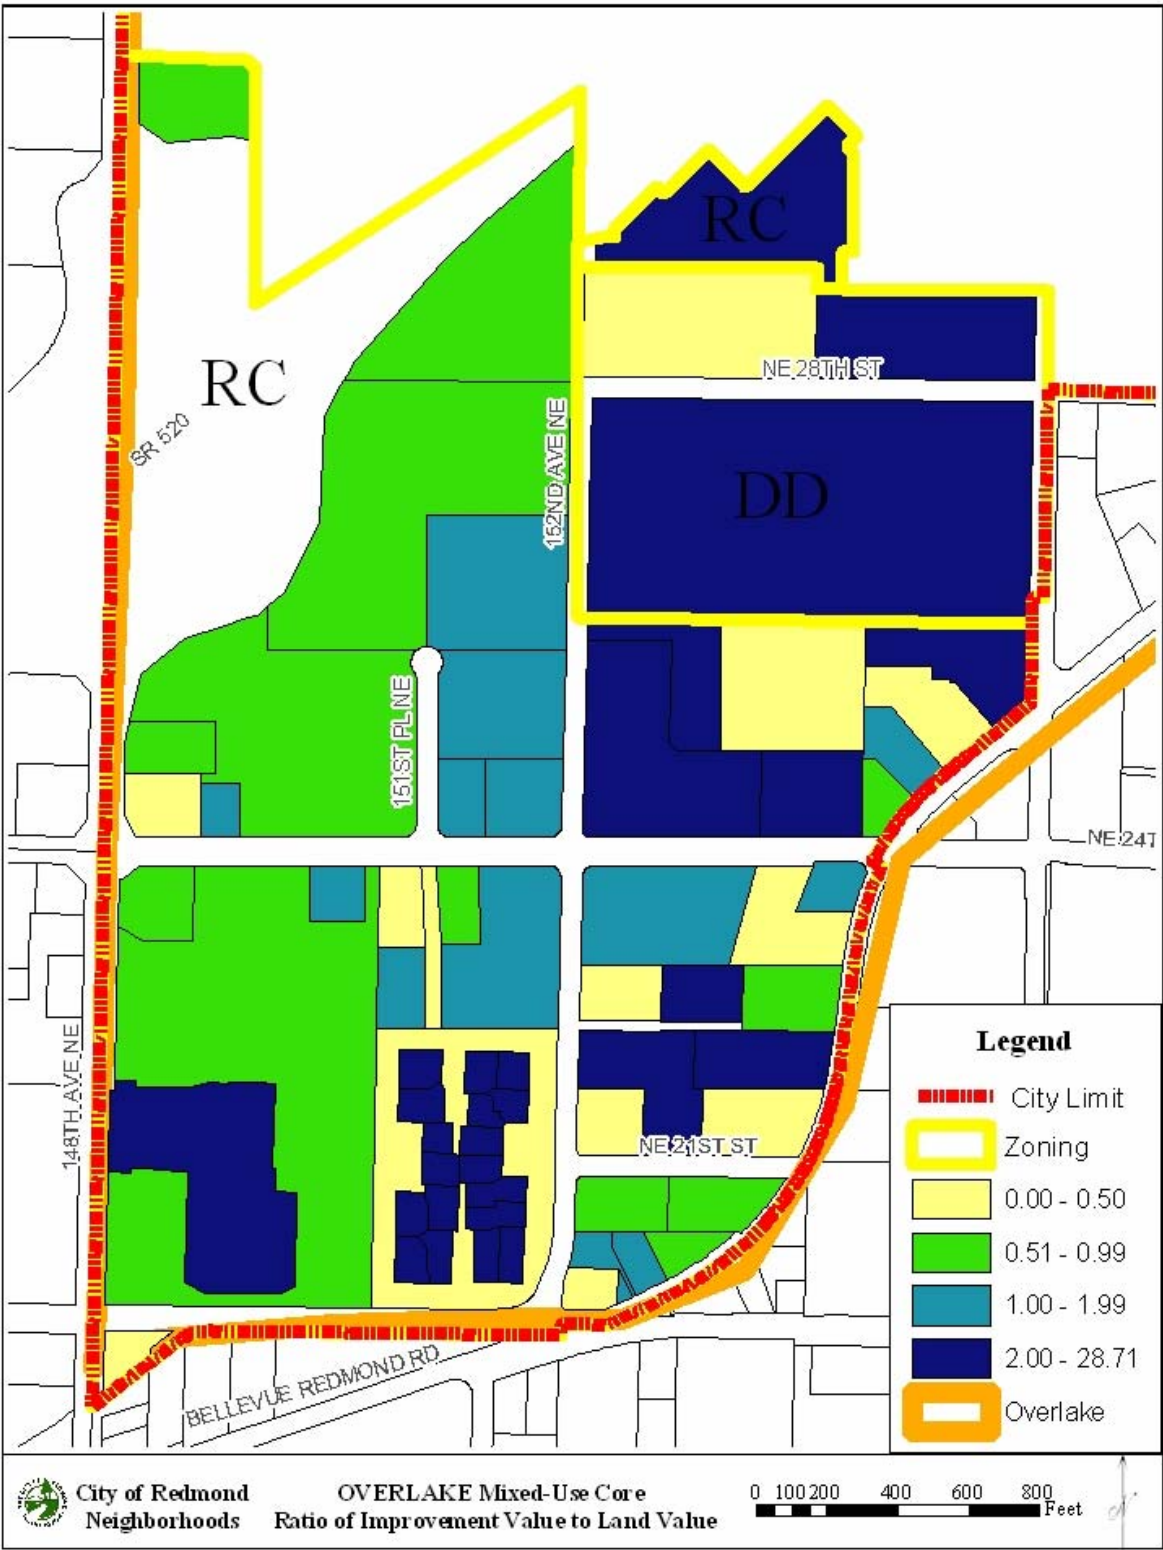 RC
RC
NE 28TH ST
SR 520
152ND AVE NE
DD
151ST PL NE
NE 24T
148TH AVE NE
NE 21ST ST
BELLEVUE REDMOND RD
Legend
City Limit
Zoning
0.00 - 0.50
0.51 - 0.99
1.00 - 1.99
2.00 - 28.71
Overlake
City of Redmond
Neighborhoods
OVERLAKE Mixed-Use Core
Ratio of Improvement Value to Land Value
0 100 200 400 600 800
Feet
N